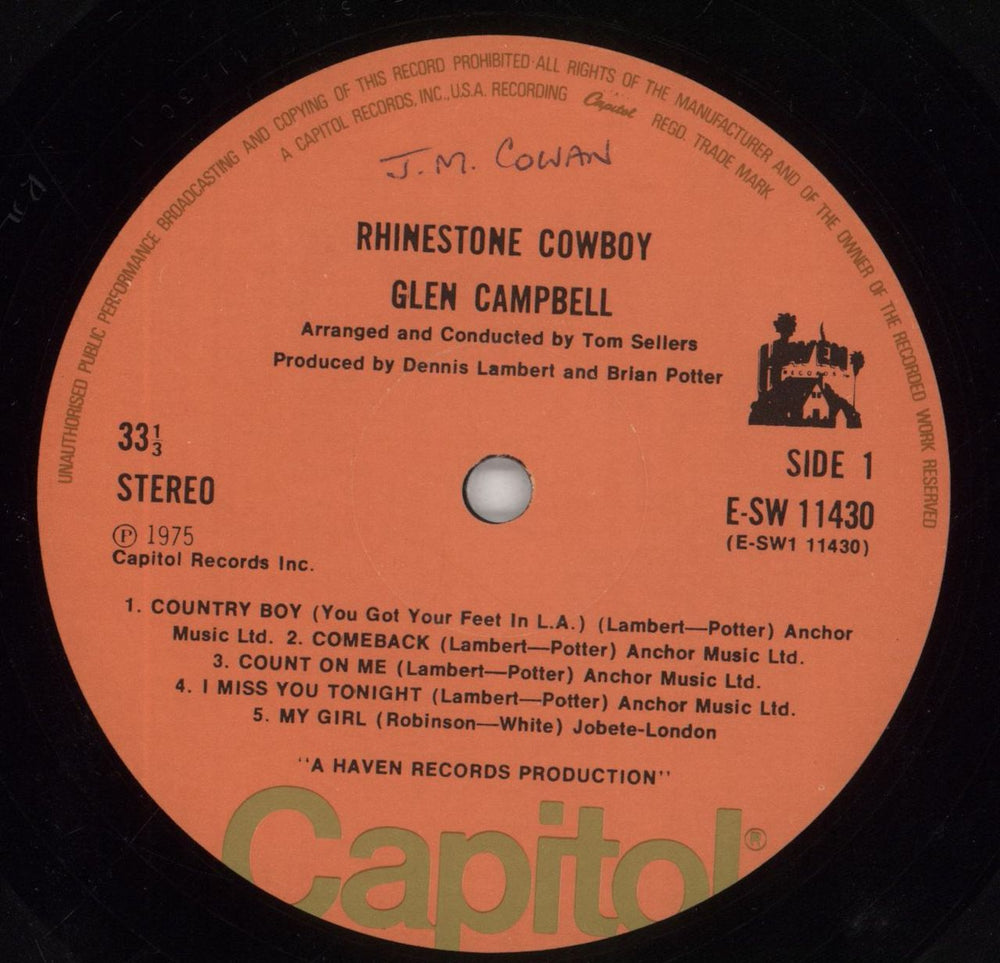 UNAUTHORISED PUBLIC PERFORMANCE BROADCASTING AND COPYING OF THIS RECORD PROHIBITED·ALL RIGHTS OF THE MANUFACTURER AND OF THE OWNER OF THE RECORDED WORK RESERVED
A CAPITOL RECORDS, INC., U.S.A. RECORDING Capitol REGD. TRADE MARK
J.M. COWAN
RHINESTONE COWBOY
GLEN CAMPBELL
Arranged and Conducted by Tom Sellers
Produced by Dennis Lambert and Brian Potter
HAVEN
RECORDS™
33⅓
STEREO
Ⓟ 1975
Capitol Records Inc.
SIDE 1
E-SW 11430
(E-SW1 11430)
1. COUNTRY BOY (You Got Your Feet In L.A.) (Lambert—Potter) Anchor
Music Ltd. 2. COMEBACK (Lambert—Potter) Anchor Music Ltd.
3. COUNT ON ME (Lambert—Potter) Anchor Music Ltd.
4. I MISS YOU TONIGHT (Lambert—Potter) Anchor Music Ltd.
5. MY GIRL (Robinson—White) Jobete-London
"A HAVEN RECORDS PRODUCTION"
Capitol®